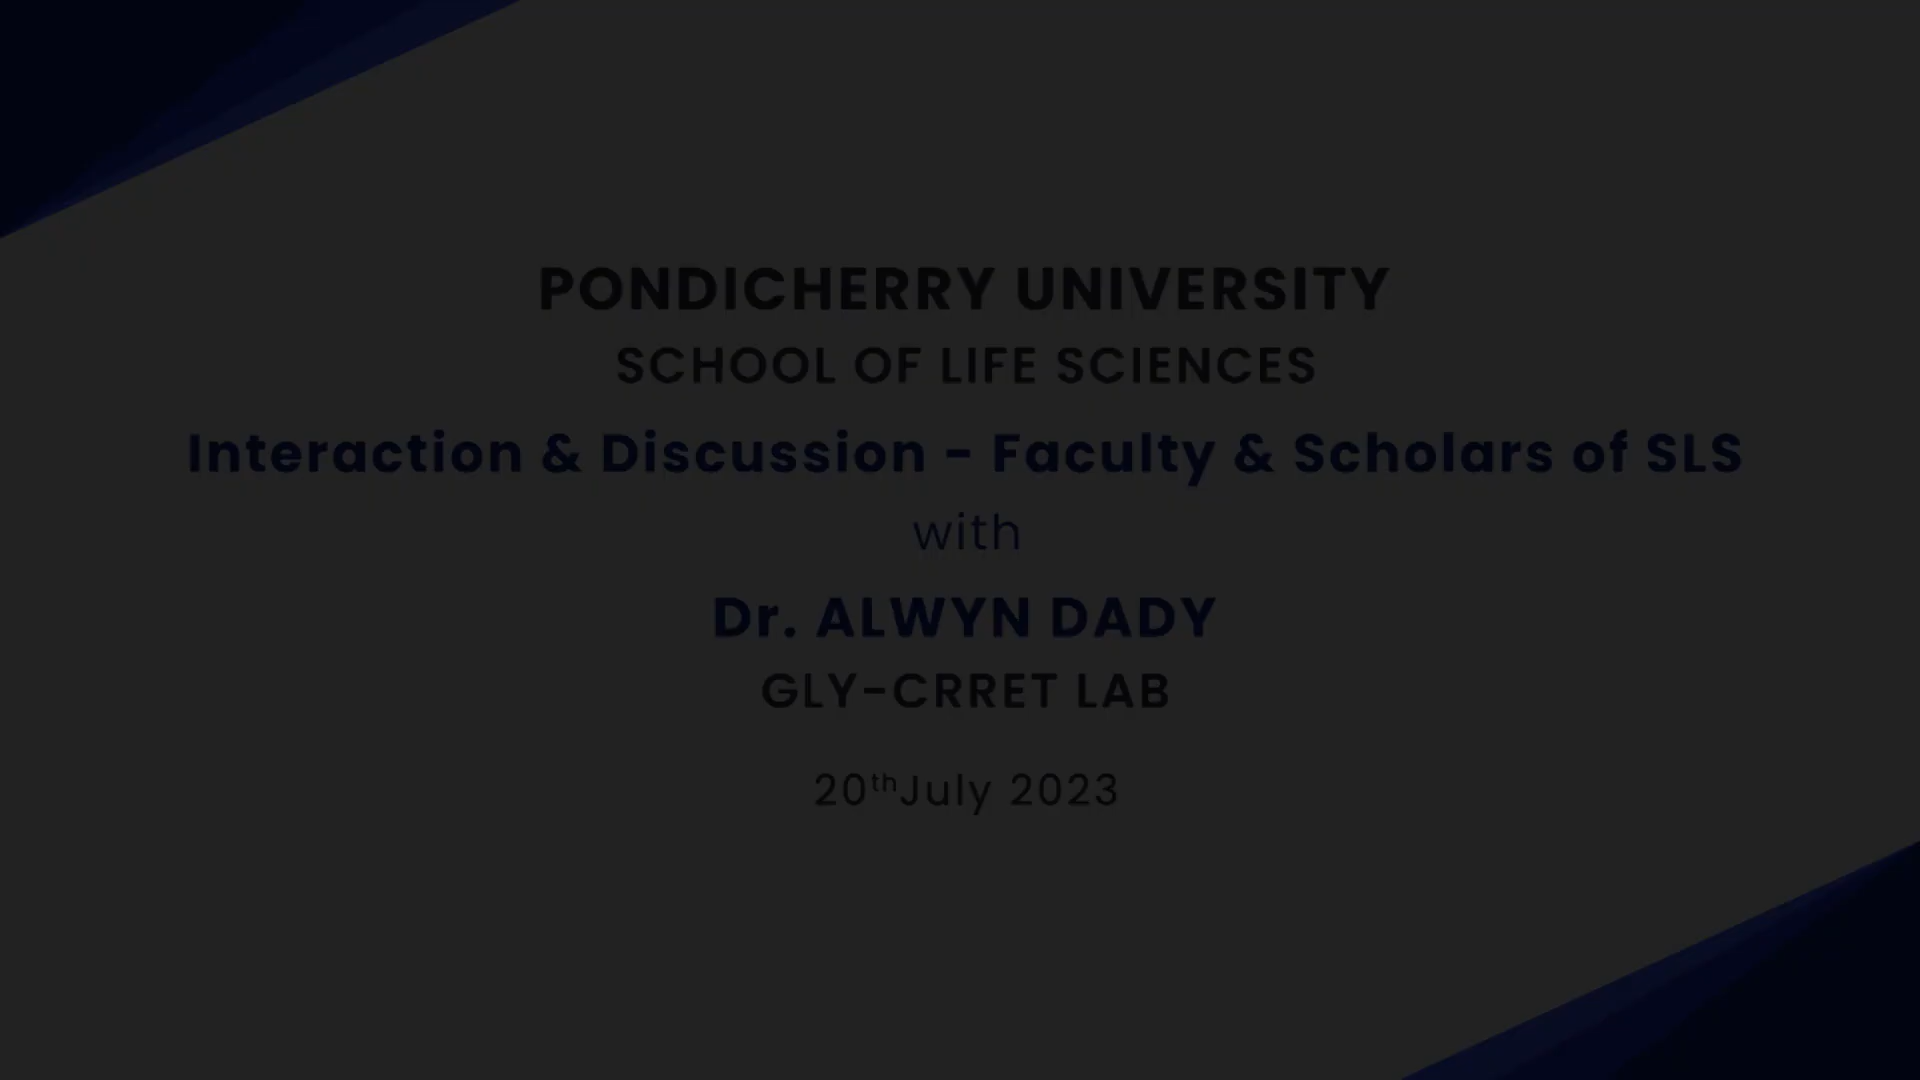 PONDICHERRY UNIVERSITY
SCHOOL OF LIFE SCIENCES
Interaction & Discussion - Faculty & Scholars of SLS
with
Dr. ALWYN DADY
GLY-CRRET LAB
20thJuly 2023